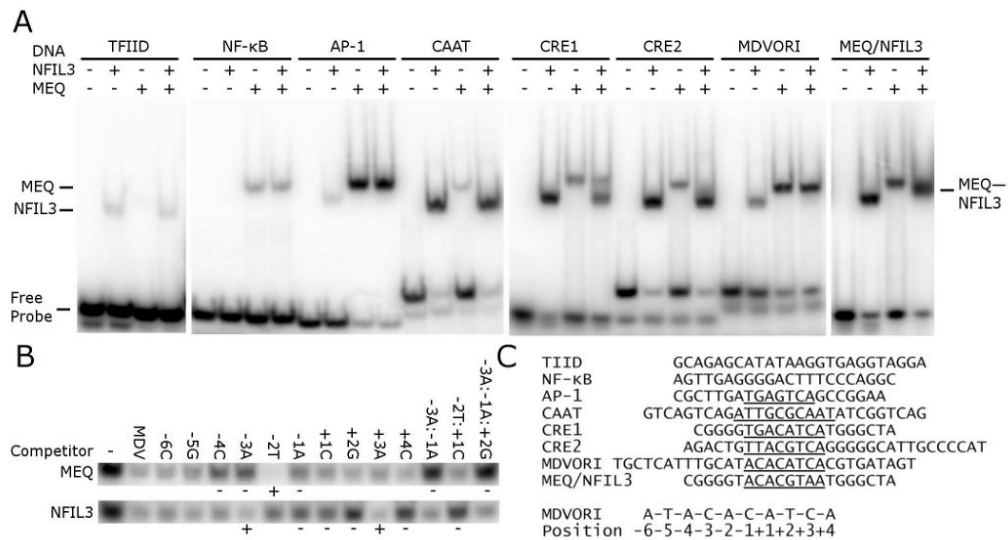 A
DNA TFIID NF-κB AP-1 CAAT CRE1 CRE2 MDVORI MEQ/NFIL3
NFIL3 - + - + - + - + - + - + - + - + - + - + - + - + - + - + - + - +
MEQ - - + + - - + + - - + + - - + + - - + + - - + + - - + + - - + +
MEQ
NFIL3
MEQ
NFIL3
Free
Probe
B
Competitor - MDV -6C -5G -4C -3A -2T -1A +1C +2G +3A +4C -3A:-1A -2T:+1C -3A:-1A:+2G
MEQ
- - + - - -
NFIL3
+ + -
C
TIID GCAGAGCATATAAGGTGAGGTAGGA
NF-κB AGTTGAGGGGACTTTCCCAGGC
AP-1 CGCTTGATGAGTCAGCCGGAA
CAAT GTCAGTCAGATTGCGCAATATCGGTCAG
CRE1 CGGGGTGACATCATGGGCTA
CRE2 AGACTGTTACGTCAGGGGGCATTGCCCCAT
MDVORI TGCTCATTTGCATACACATCACGTGATAGT
MEQ/NFIL3 CGGGGTACACGTAATGGGCTA
MDVORI A-T-A-C-A-C-A-T-C-A
Position -6-5-4-3-2-1+1+2+3+4